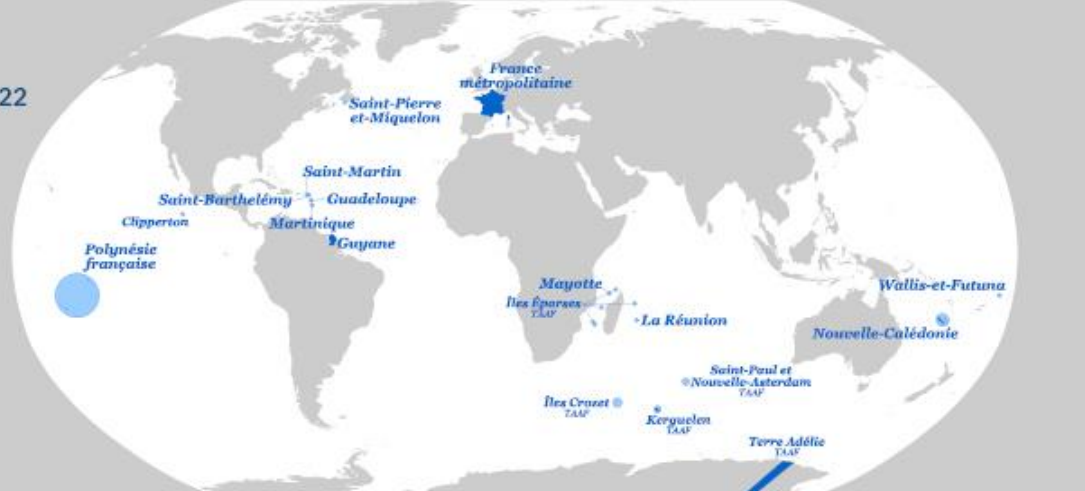 France
métropolitaine
22
Saint-Pierre
et-Miquelon
Saint-Martin
Saint-Barthelémy
Guadeloupe
Clipperton
Martinique
Guyane
Polynésie
française
Mayotte
Îles Éparses
TAAF
Wallis-et-Futuna
La Réunion
Nouvelle-Calédonie
Saint-Paul et
Nouvelle-Asterdam
TAAF
Îles Crozet
TAAF
Kerguelen
TAAF
Terre Adélie
TAAF